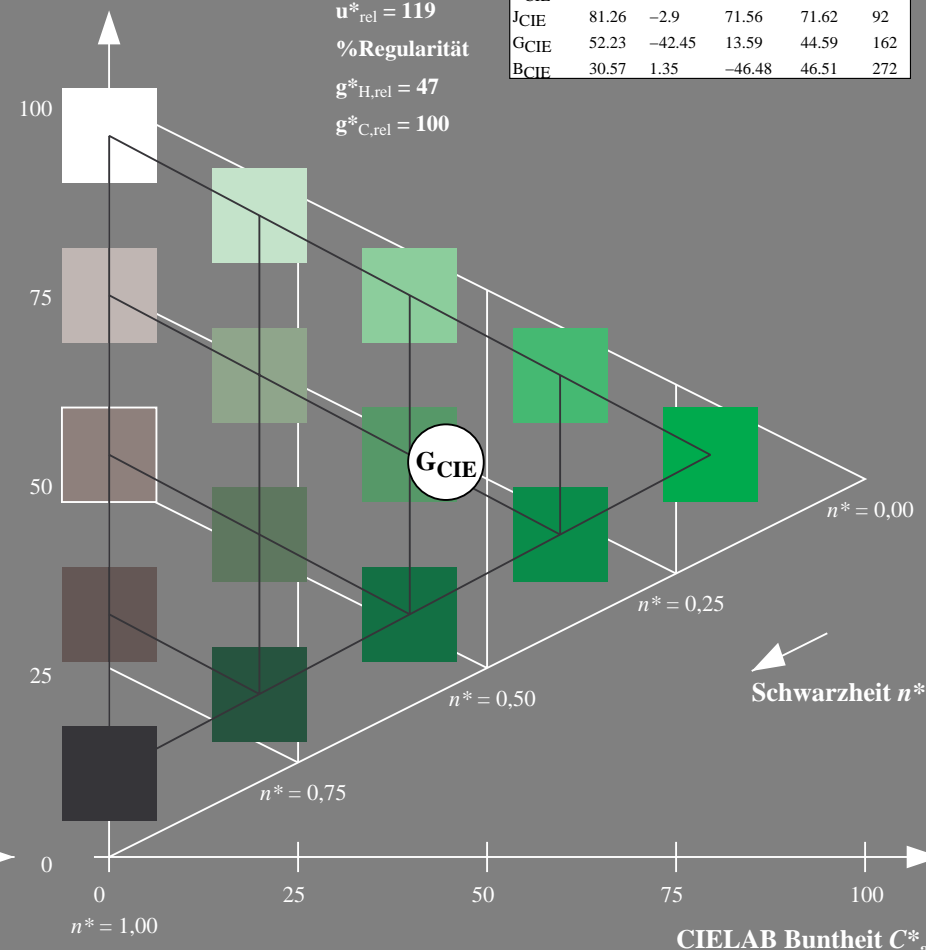 u*rel = 119
%Regularität
g*H,rel = 47
g*C,rel = 100
CIE
JCIE 81.26 −2.9 71.56 71.62 92
GCIE 52.23 −42.45 13.59 44.59 162
BCIE 30.57 1.35 −46.48 46.51 272
100
75
50
25
0
GCIE
n* = 0,00
n* = 0,25
n* = 0,50
n* = 0,75
n* = 1,00
Schwarzheit n*
0 25 50 75 100
CIELAB Buntheit C*